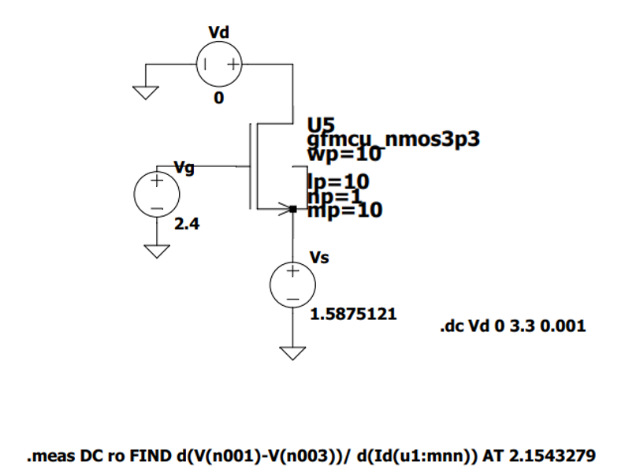 Vd
0
U5
gfmcu_nmos3p3
wp=10
Vg
lp=10
np=1
mp=10
2.4
Vs
1.5875121
.dc Vd 0 3.3 0.001
.meas DC ro FIND d(V(n001)-V(n003))/ d(Id(u1:mnn)) AT 2.1543279